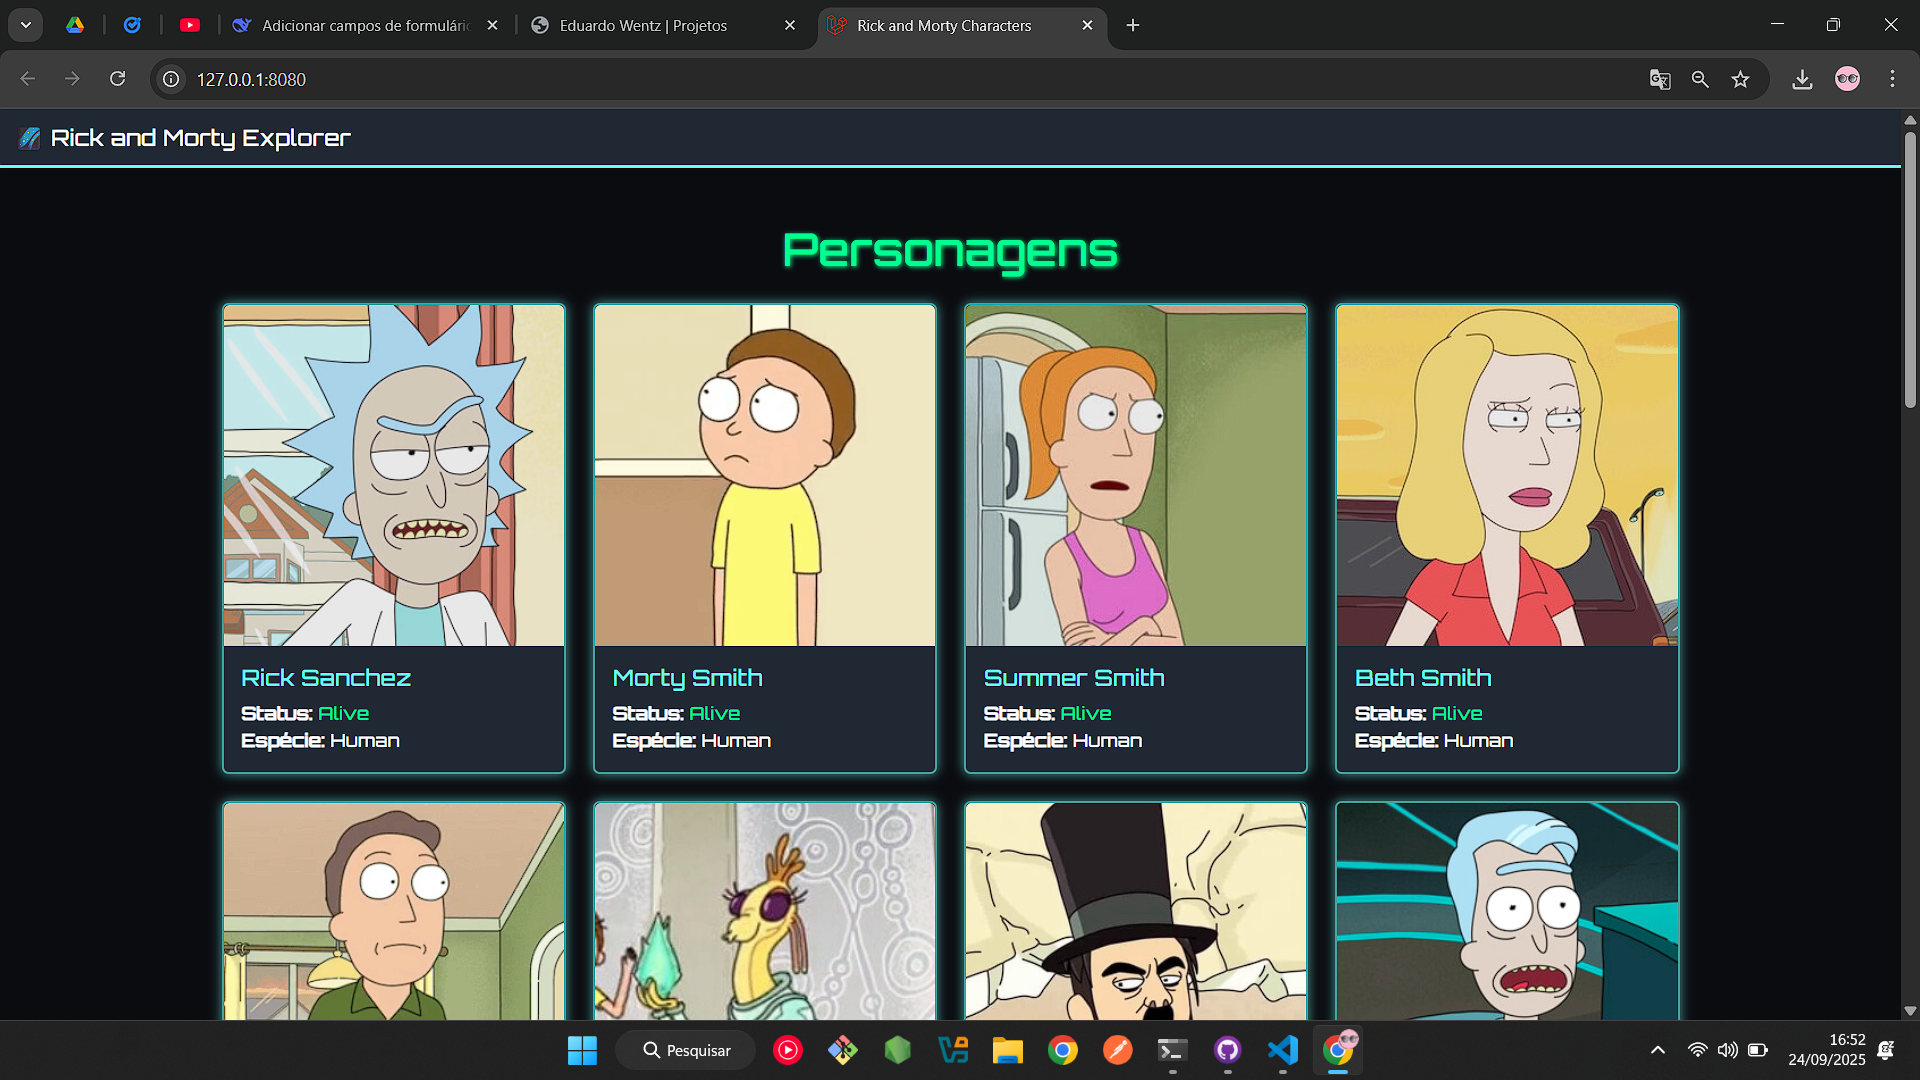 Adicionar campos de formulári
Eduardo Wentz | Projetos
Rick and Morty Characters
127.0.0.1:8080
Rick and Morty Explorer
Personagens
Rick Sanchez
Status: Alive
Espécie: Human
Morty Smith
Status: Alive
Espécie: Human
Summer Smith
Status: Alive
Espécie: Human
Beth Smith
Status: Alive
Espécie: Human
Pesquisar
16:52
24/09/2025